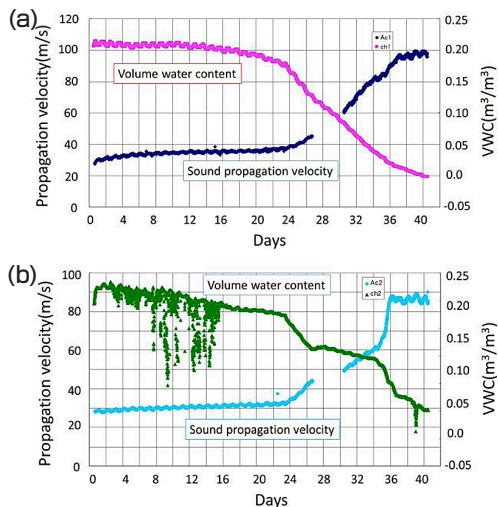 (a)
120
100
80
60
40
20
0
Propagation velocity(m/s)
Volume water content
Sound propagation velocity
Ac1
ch1
0.25
0.20
0.15
0.10
0.05
0.0
-0.05
VWC(m³/m³)
0 4 8 12 16 20 24 28 32 36 40
Days
(b)
100
80
60
40
20
0
Propagation velocity(m/s)
Volume water content
Sound propagation velocity
Ac2
ch2
0.25
0.20
0.15
0.10
0.05
0.0
-0.05
VWC(m³/m³)
0 4 8 12 16 20 24 28 32 36 40
Days